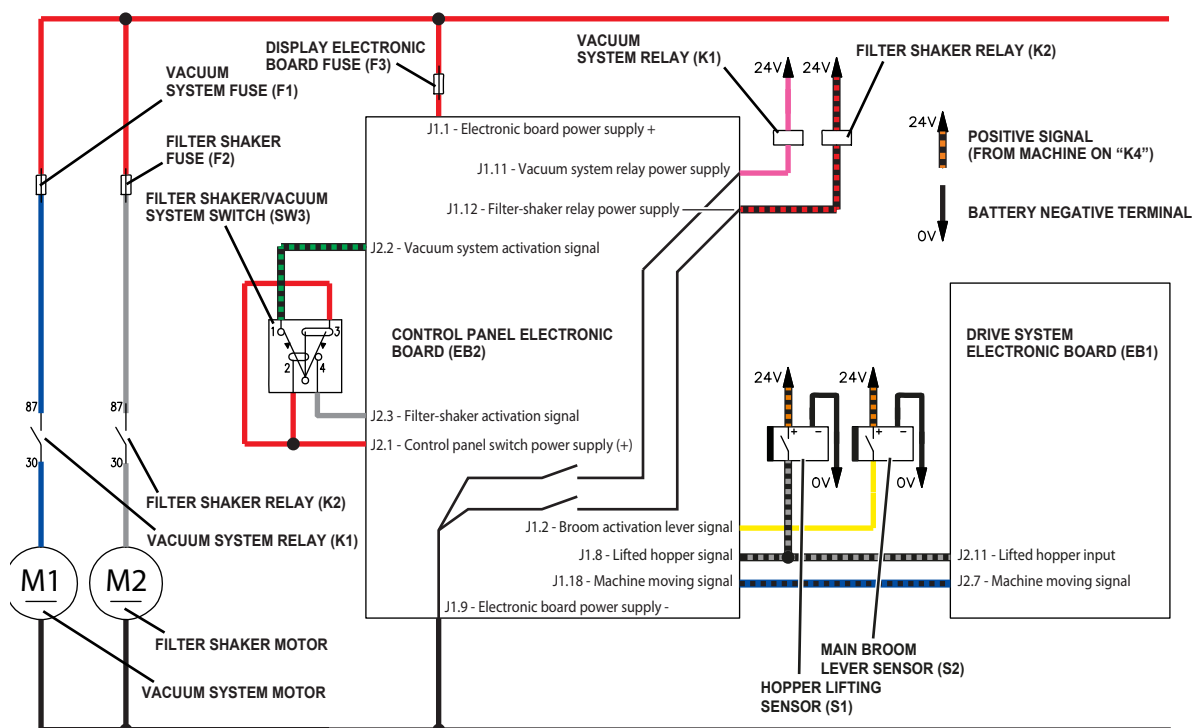 DISPLAY ELECTRONIC
BOARD FUSE (F3)
VACUUM
SYSTEM RELAY (K1)
FILTER SHAKER RELAY (K2)
VACUUM
SYSTEM FUSE (F1)
24V
24V
J1.1 - Electronic board power supply +
24V
POSITIVE SIGNAL
(FROM MACHINE ON “K4”)
FILTER SHAKER
FUSE (F2)
J1.11 - Vacuum system relay power supply
FILTER SHAKER/VACUUM
SYSTEM SWITCH (SW3)
J1.12 - Filter-shaker relay power supply
BATTERY NEGATIVE TERMINAL
0V
J2.2 - Vacuum system activation signal
1
3
2
4
CONTROL PANEL ELECTRONIC
BOARD (EB2)
DRIVE SYSTEM
ELECTRONIC BOARD (EB1)
24V
24V
87
87
J2.3 - Filter-shaker activation signal
J2.1 - Control panel switch power supply (+)
+
-
+
-
30
30
0V
0V
FILTER SHAKER RELAY (K2)
J1.2 - Broom activation lever signal
VACUUM SYSTEM RELAY (K1)
J1.8 - Lifted hopper signal
J2.11 - Lifted hopper input
M1
M2
J1.18 - Machine moving signal
J2.7 - Machine moving signal
J1.9 - Electronic board power supply -
FILTER SHAKER MOTOR
MAIN BROOM
LEVER SENSOR (S2)
VACUUM SYSTEM MOTOR
HOPPER LIFTING
SENSOR (S1)